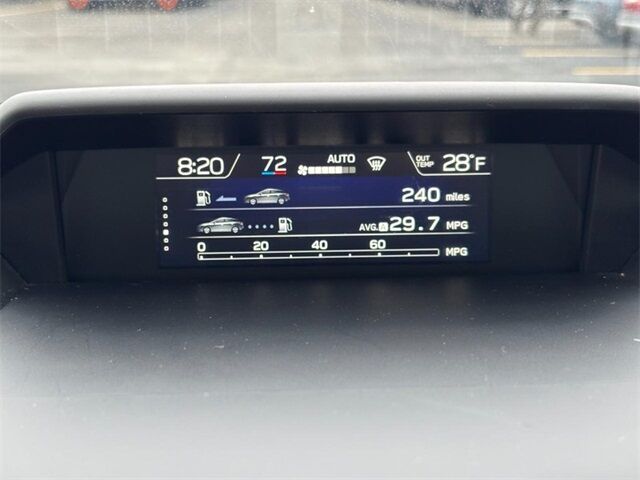 8:20 72 AUTO OUT TEMP 28°F
240 miles
AVG. A 29.7 MPG
0 20 40 60 MPG